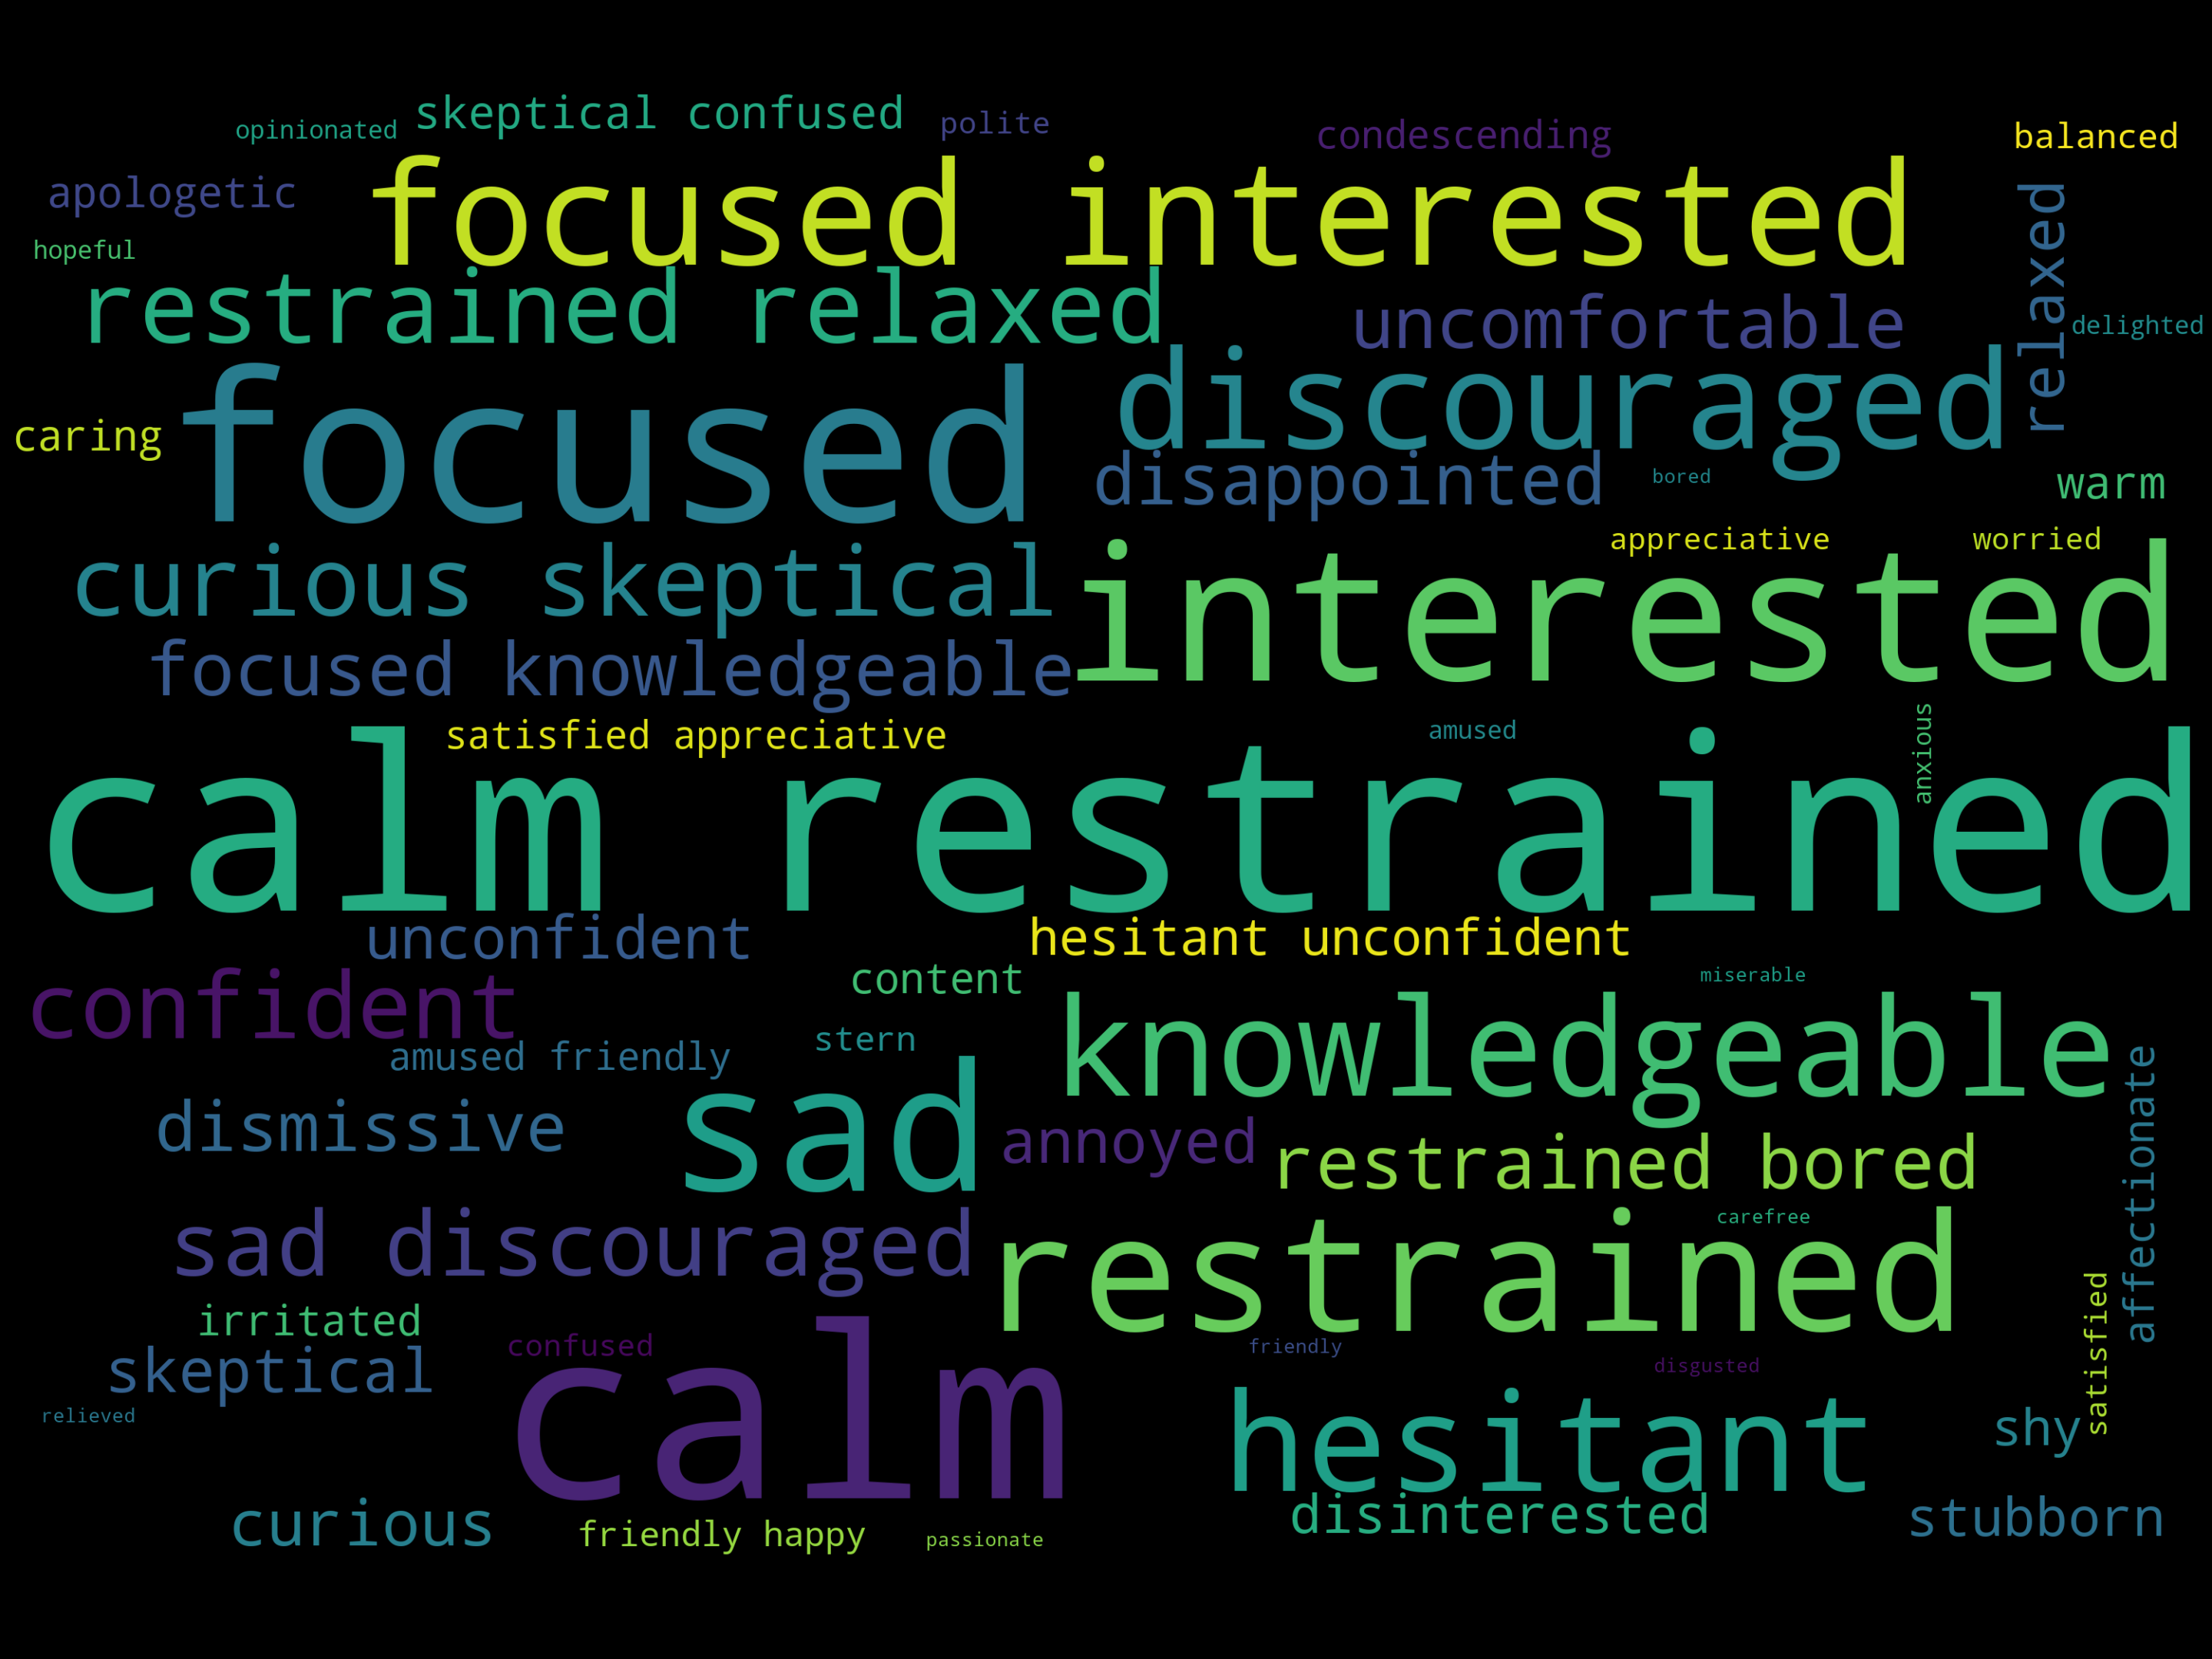 skeptical confused
polite
opinionated
condescending
balanced
apologetic
focused interested
hopeful
restrained relaxed
uncomfortable
relaxed
delighted
focused
discouraged
caring
disappointed
bored
warm
curious skeptical
appreciative
worried
interested
focused knowledgeable
satisfied appreciative
amused
anxious
calm restrained
unconfident
hesitant unconfident
content
miserable
confident
stern
knowledgeable
amused friendly
dismissive
sad
annoyed
restrained bored
affectionate
sad discouraged
restrained
carefree
irritated
confused
friendly
disgusted
satisfied
skeptical
calm
relieved
hesitant
shy
curious
friendly happy
passionate
disinterested
stubborn